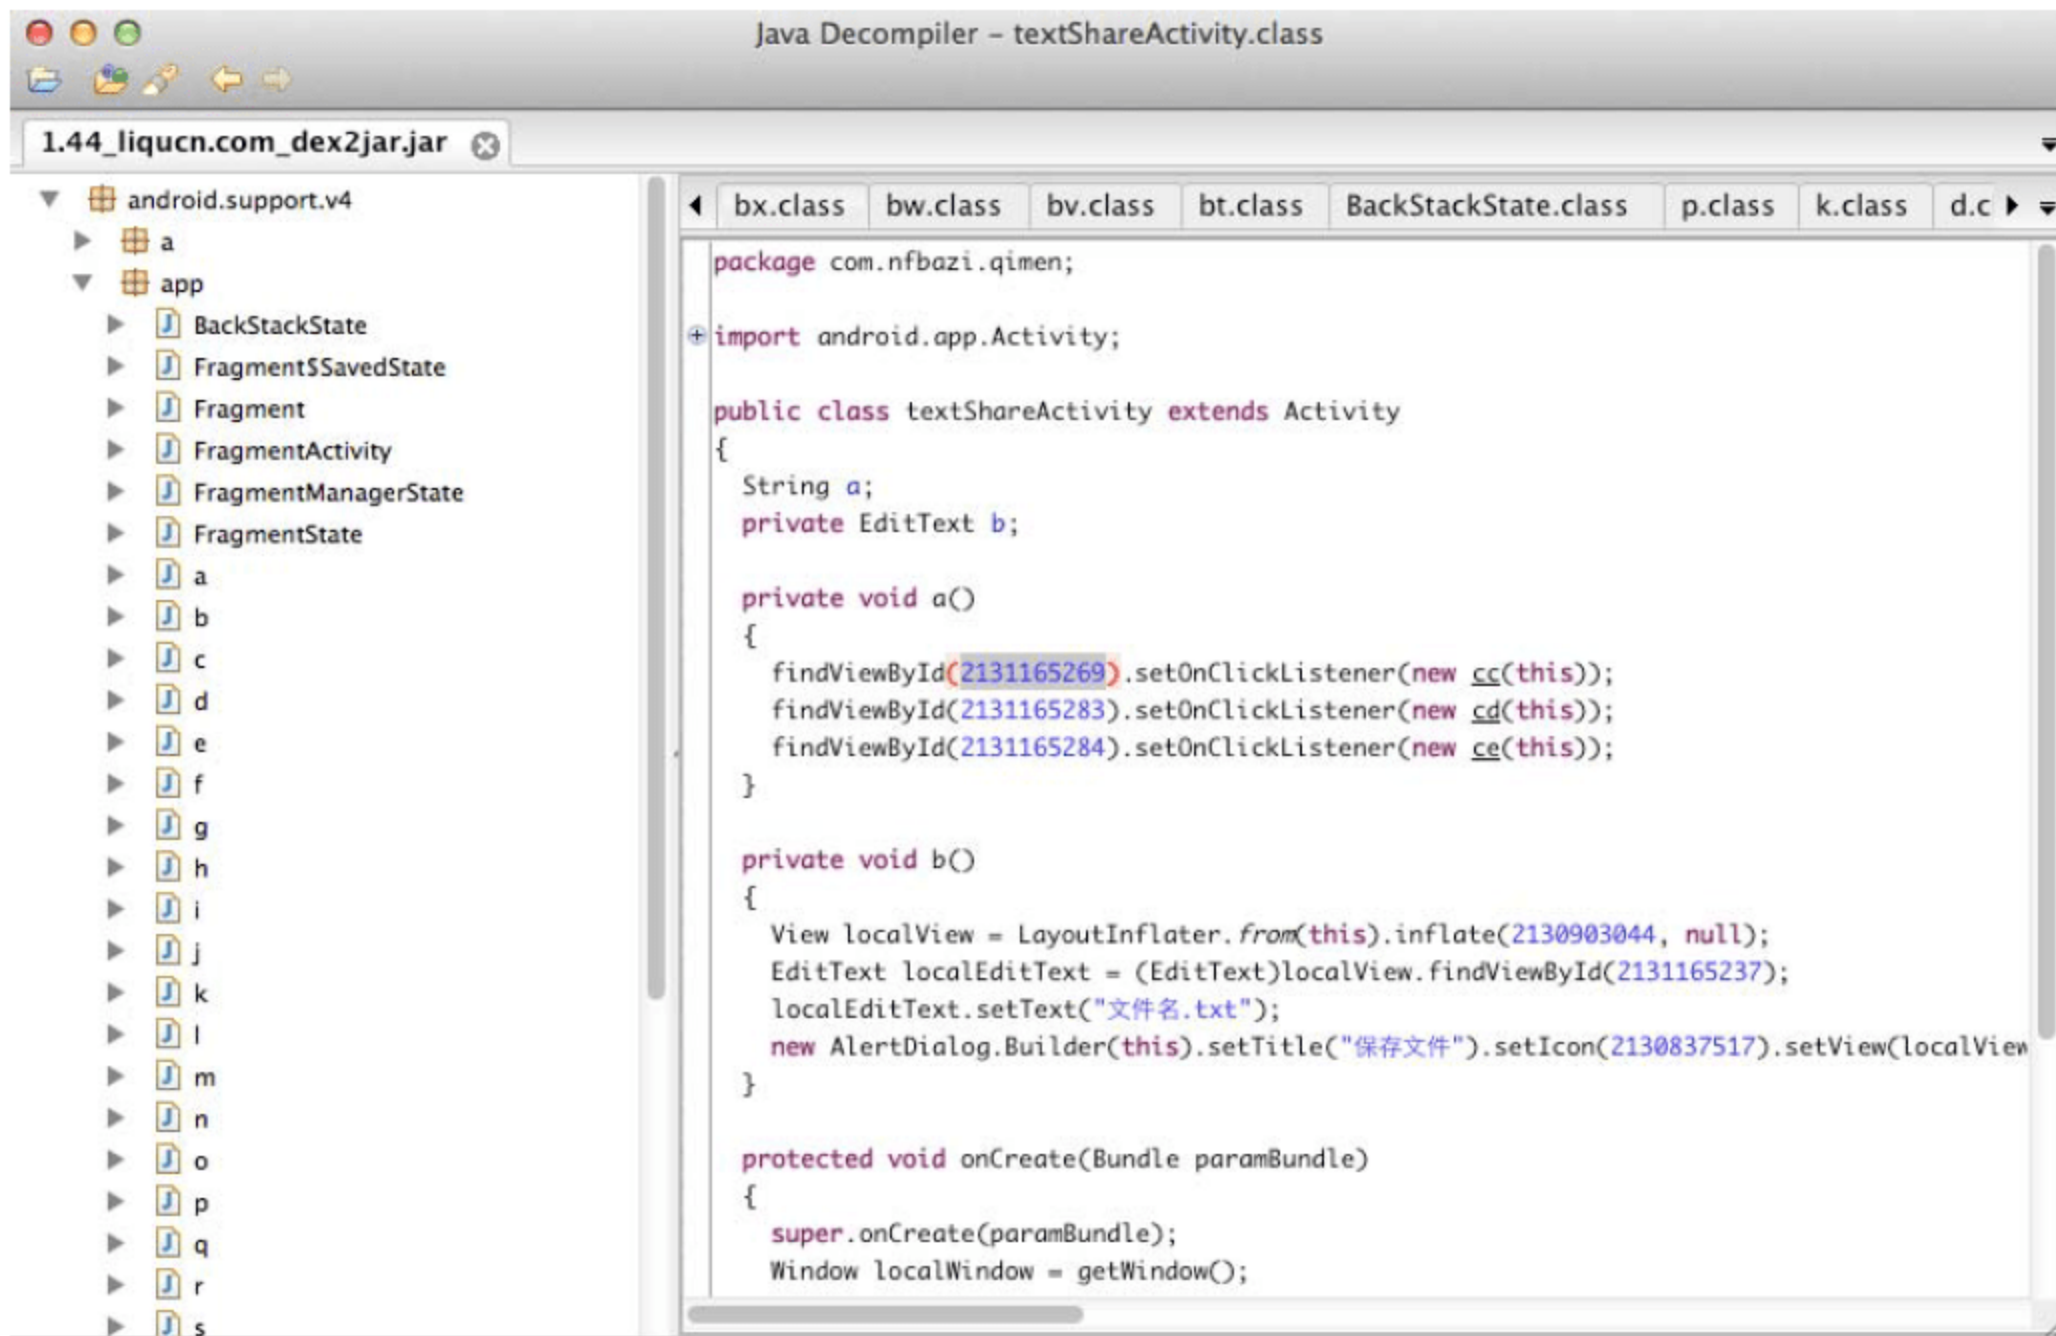 Java Decompiler – textShareActivity.class
1.44_liqucn.com_dex2jar.jar
android.support.v4
a
app
BackStackState
Fragment$SavedState
Fragment
FragmentActivity
FragmentManagerState
FragmentState
a
b
c
d
e
f
g
h
i
j
k
l
m
n
o
p
q
r
s
bx.class bw.class bv.class bt.class BackStackState.class p.class k.class d.c
package com.nfbazi.qimen;
import android.app.Activity;
public class textShareActivity extends Activity
{
String a;
private EditText b;
private void a()
{
findViewById(2131165269).setOnClickListener(new cc(this));
findViewById(2131165283).setOnClickListener(new cd(this));
findViewById(2131165284).setOnClickListener(new ce(this));
}
private void b()
{
View localView = LayoutInflater.from(this).inflate(2130903044, null);
EditText localEditText = (EditText)localView.findViewById(2131165237);
localEditText.setText("文件名.txt");
new AlertDialog.Builder(this).setTitle("保存文件").setIcon(2130837517).setView(localView
}
protected void onCreate(Bundle paramBundle)
{
super.onCreate(paramBundle);
Window localWindow = getWindow();